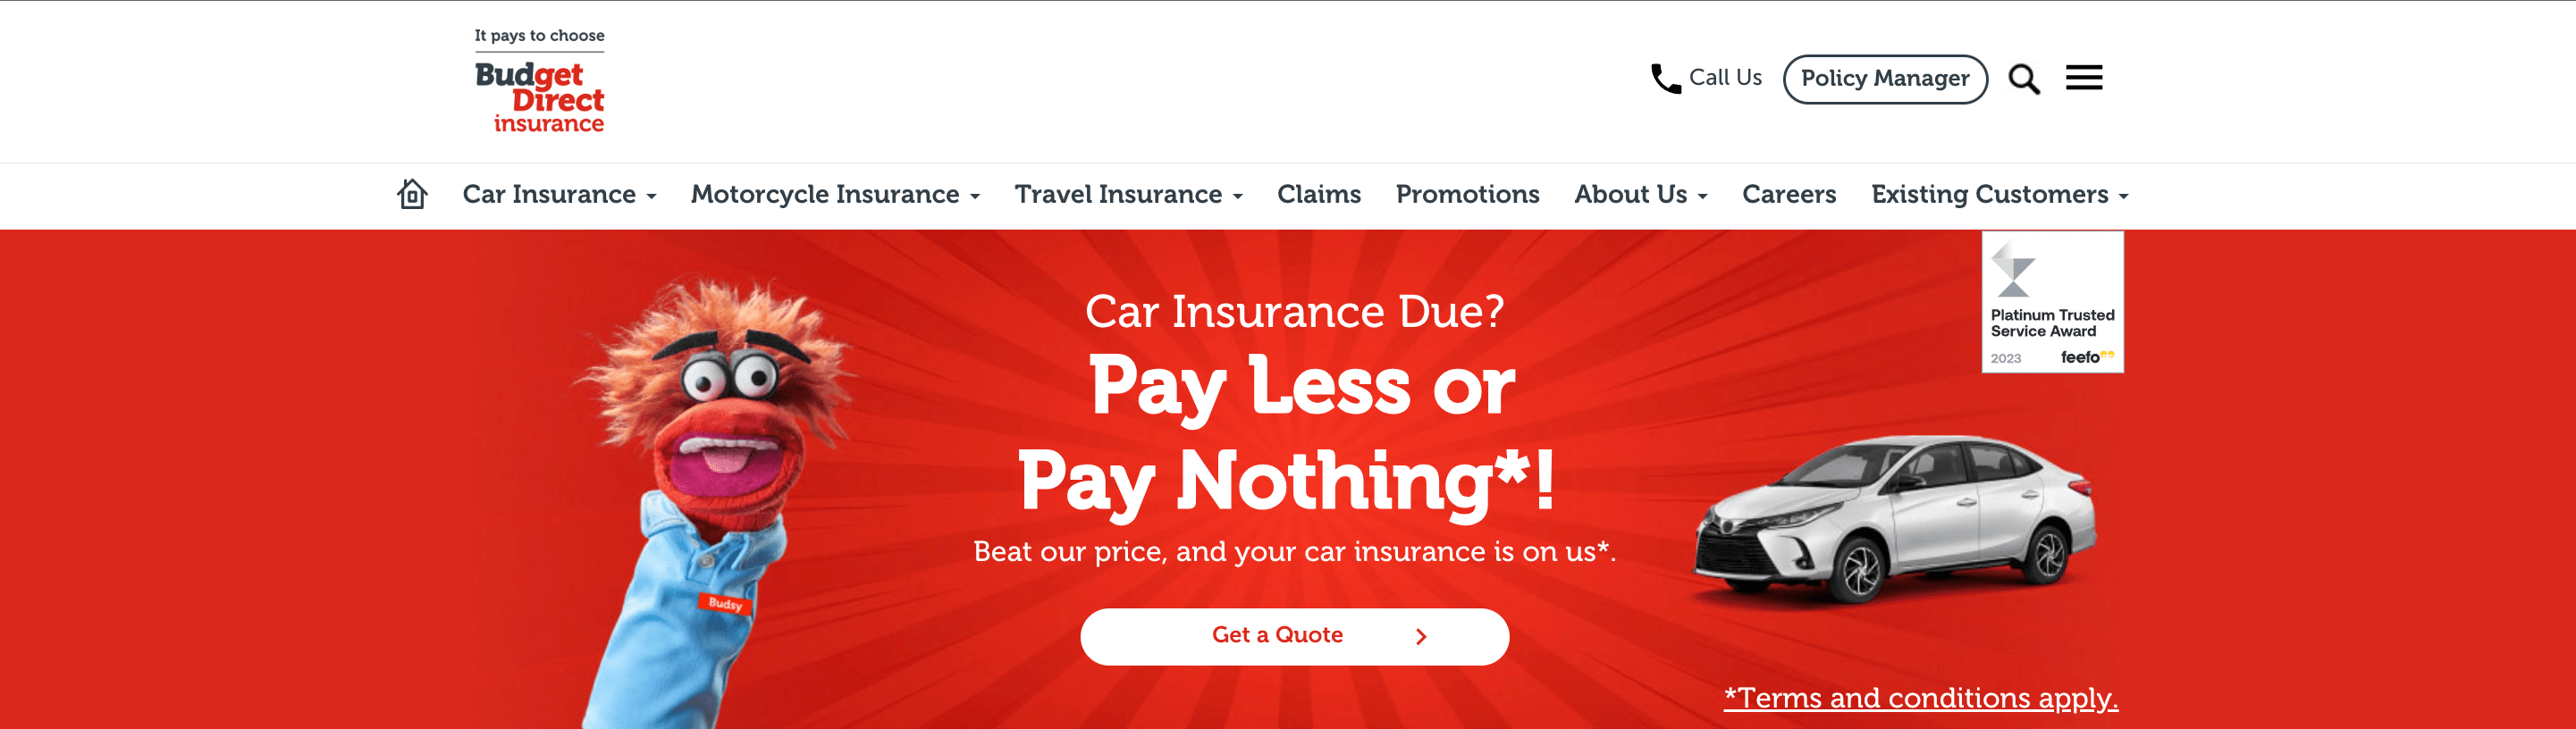 It pays to choose
Budget
Direct
insurance
Call Us
Policy Manager
Car Insurance
Motorcycle Insurance
Travel Insurance
Claims
Promotions
About Us
Careers
Existing Customers
Car Insurance Due?
Pay Less or
Pay Nothing*!
Beat our price, and your car insurance is on us*.
Get a Quote
Budsy
Platinum Trusted
Service Award
2023
feefo
*Terms and conditions apply.